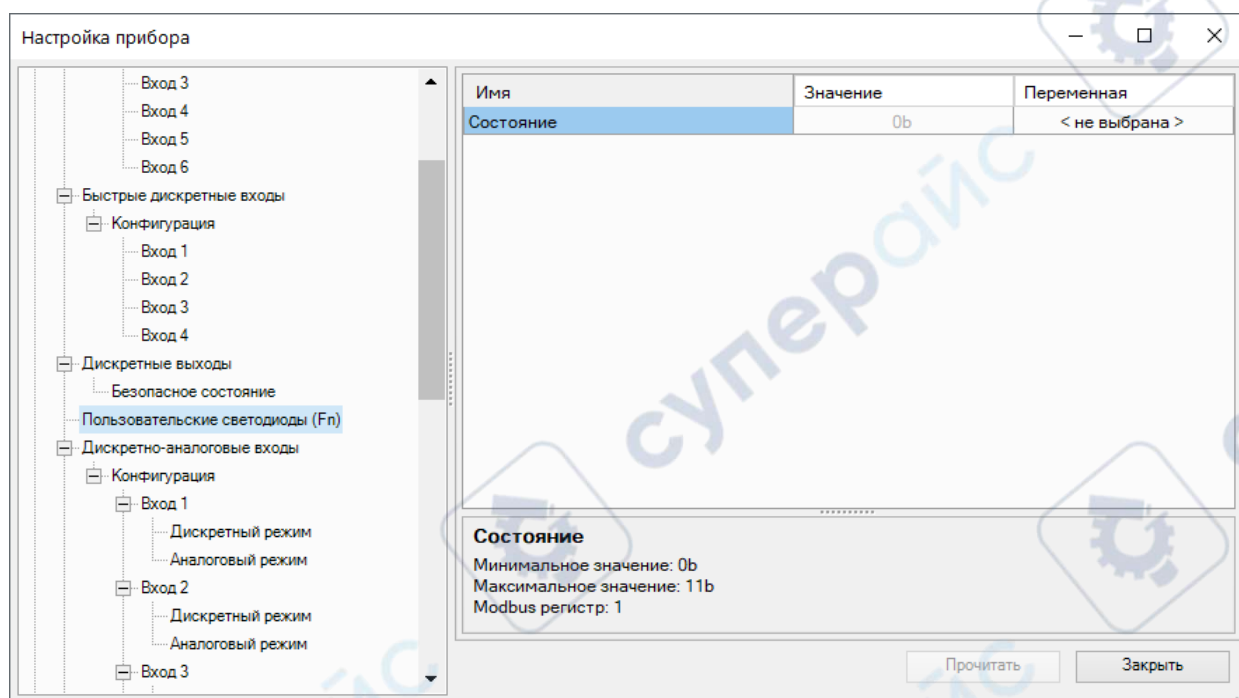 Настройка прибора
Вход 3
Вход 4
Вход 5
Вход 6
Быстрые дискретные входы
Конфигурация
Вход 1
Вход 2
Вход 3
Вход 4
Дискретные выходы
Безопасное состояние
Пользовательские светодиоды (Fn)
Дискретно-аналоговые входы
Конфигурация
Вход 1
Дискретный режим
Аналоговый режим
Вход 2
Дискретный режим
Аналоговый режим
Вход 3
Имя Значение Переменная
Состояние 0b < не выбрана >
суперайс
Состояние
Минимальное значение: 0b
Максимальное значение: 11b
Modbus регистр: 1
Прочитать Закрыть